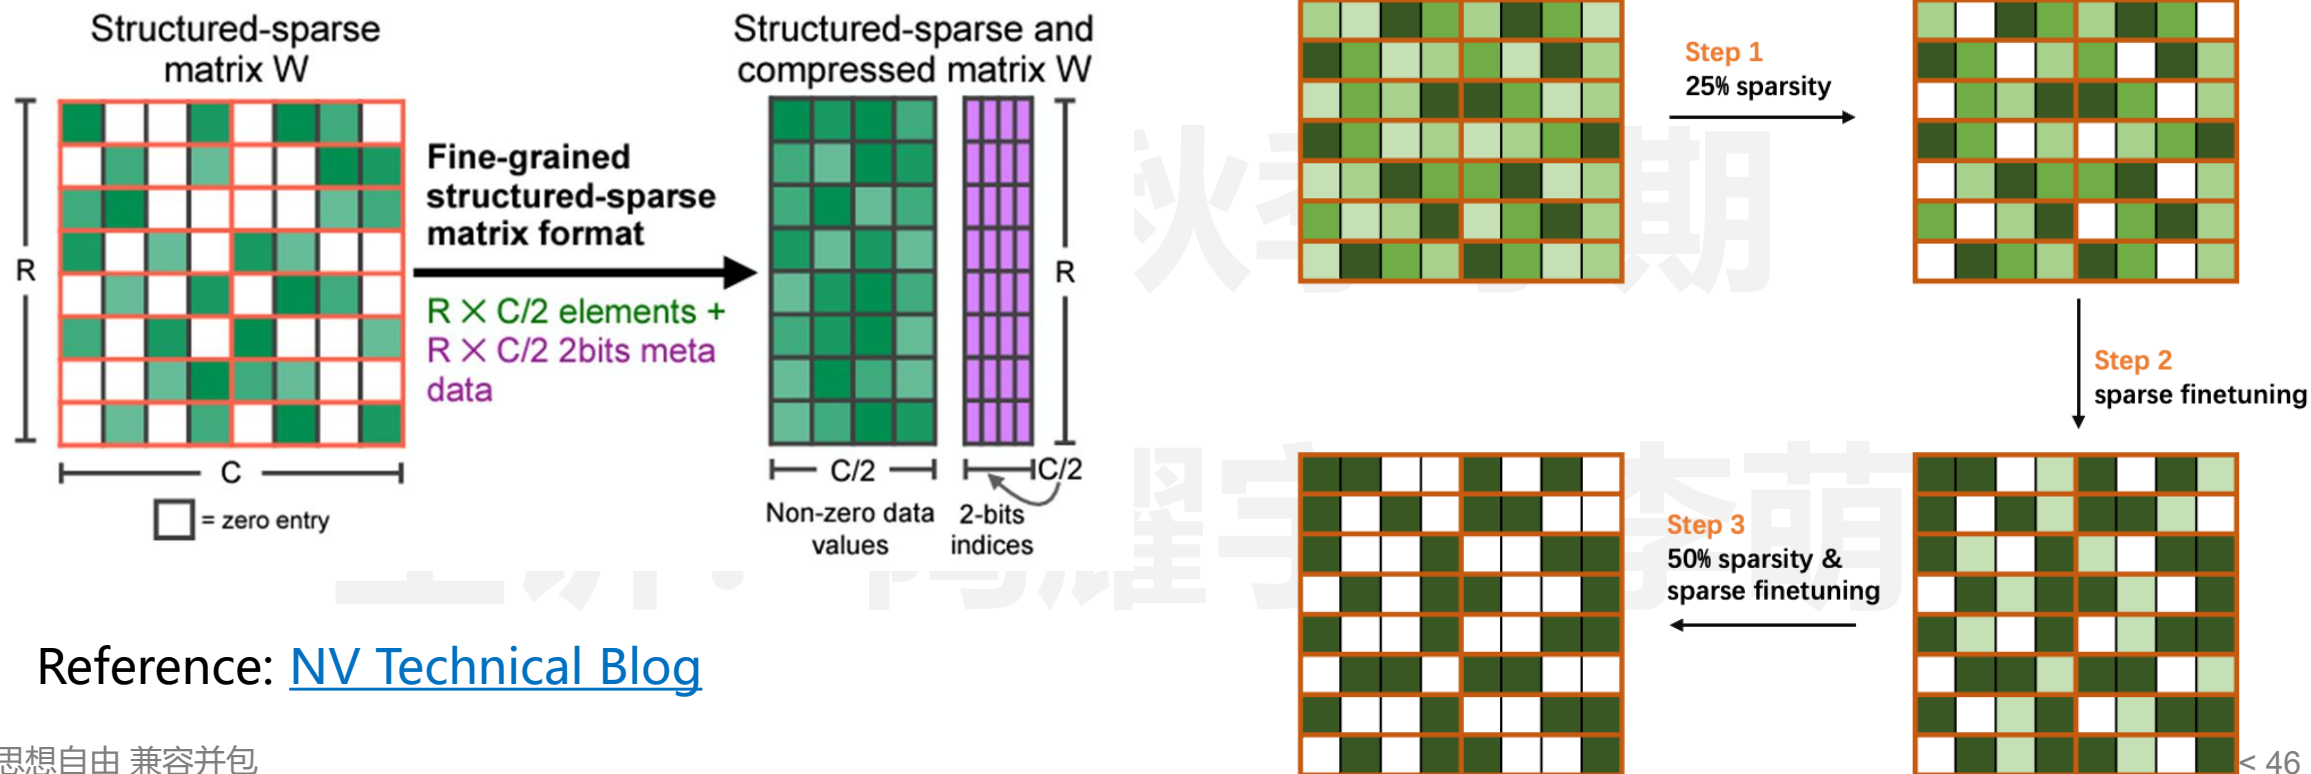 Structured-sparse
matrix W
R
C
= zero entry
Fine-grained
structured-sparse
matrix format
R × C/2 elements +
R × C/2 2bits meta
data
Structured-sparse and
compressed matrix W
R
C/2
C/2
Non-zero data
values
2-bits
indices
Step 1
25% sparsity
Step 2
sparse finetuning
Step 3
50% sparsity &
sparse finetuning
Reference: NV Technical Blog
思想自由 兼容并包
< 46